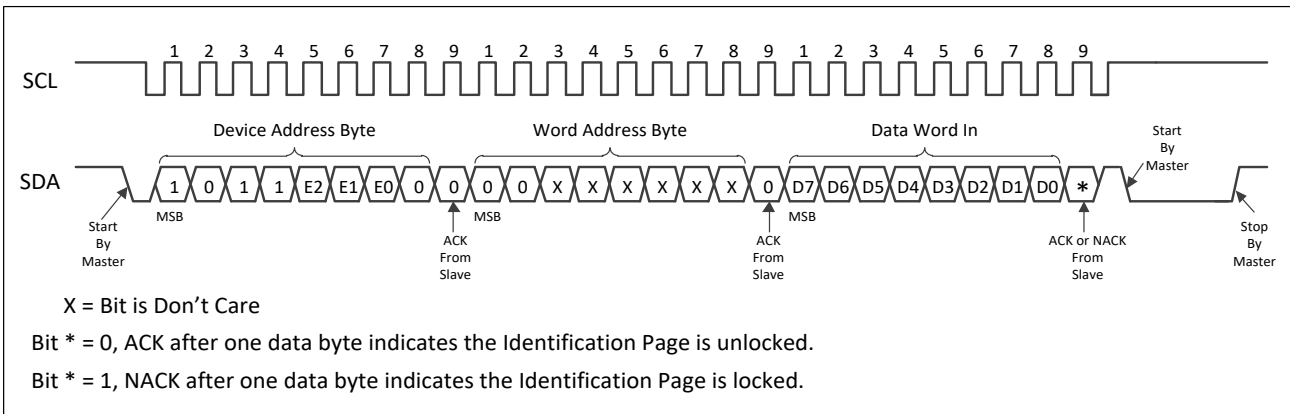 1 2 3 4 5 6 7 8 9 1 2 3 4 5 6 7 8 9 1 2 3 4 5 6 7 8 9
SCL
Device Address Byte Word Address Byte Data Word In
Start
By
Master
SDA
1 0 1 1 E2 E1 E0 0 0 0 0 X X X X X X 0 D7 D6 D5 D4 D3 D2 D1 D0 *
MSB MSB MSB
Start
By
Master
ACK
From
Slave
ACK
From
Slave
ACK or NACK
From
Slave
Stop
By
Master
X = Bit is Don’t Care
Bit * = 0, ACK after one data byte indicates the Identification Page is unlocked.
Bit * = 1, NACK after one data byte indicates the Identification Page is locked.